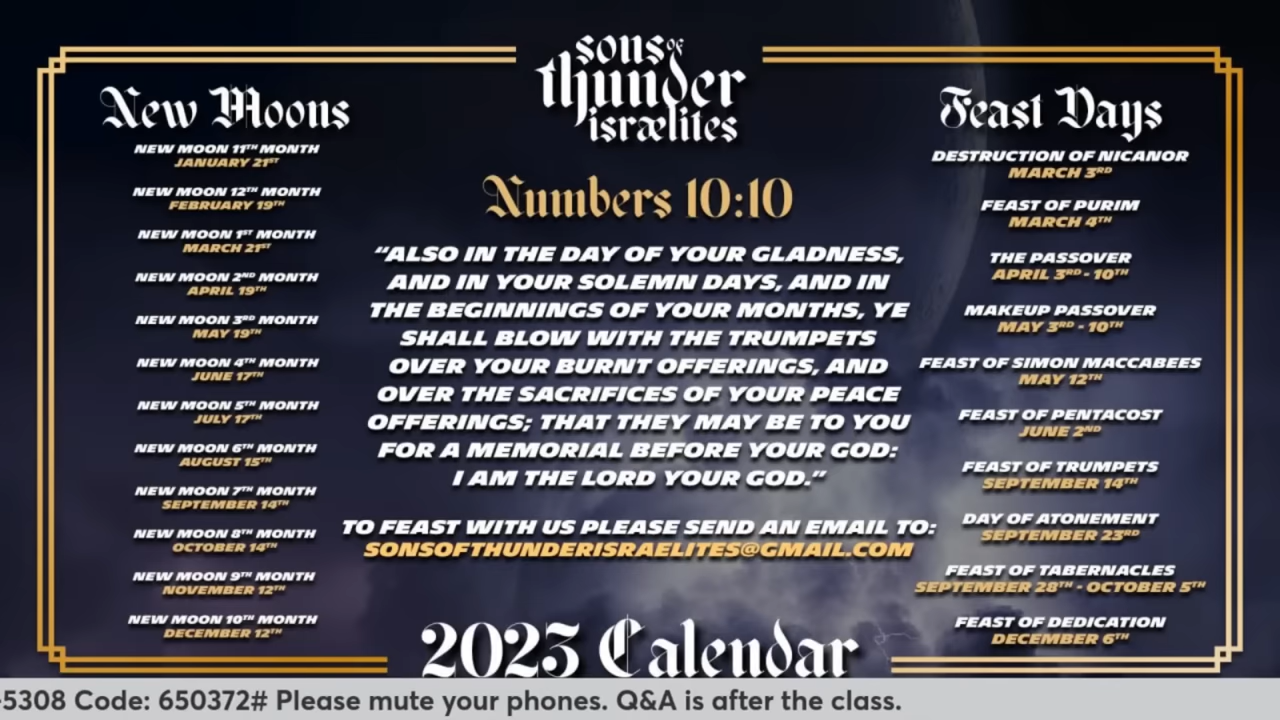 sons of
thunder
israelites
New Moons
NEW MOON 11TH MONTH
JANUARY 21ST
NEW MOON 12TH MONTH
FEBRUARY 19TH
NEW MOON 1ST MONTH
MARCH 21ST
NEW MOON 2ND MONTH
APRIL 19TH
NEW MOON 3RD MONTH
MAY 19TH
NEW MOON 4TH MONTH
JUNE 17TH
NEW MOON 5TH MONTH
JULY 17TH
NEW MOON 6TH MONTH
AUGUST 15TH
NEW MOON 7TH MONTH
SEPTEMBER 14TH
NEW MOON 8TH MONTH
OCTOBER 14TH
NEW MOON 9TH MONTH
NOVEMBER 12TH
NEW MOON 10TH MONTH
DECEMBER 12TH
Numbers 10:10
“ALSO IN THE DAY OF YOUR GLADNESS,
AND IN YOUR SOLEMN DAYS, AND IN
THE BEGINNINGS OF YOUR MONTHS, YE
SHALL BLOW WITH THE TRUMPETS
OVER YOUR BURNT OFFERINGS, AND
OVER THE SACRIFICES OF YOUR PEACE
OFFERINGS; THAT THEY MAY BE TO YOU
FOR A MEMORIAL BEFORE YOUR GOD:
I AM THE LORD YOUR GOD.”
TO FEAST WITH US PLEASE SEND AN EMAIL TO:
SONSOFTHUNDERISRAELITES@GMAIL.COM
2023 Calendar
Feast Days
DESTRUCTION OF NICANOR
MARCH 3RD
FEAST OF PURIM
MARCH 4TH
THE PASSOVER
APRIL 3RD - 10TH
MAKEUP PASSOVER
MAY 3RD - 10TH
FEAST OF SIMON MACCABEES
MAY 12TH
FEAST OF PENTACOST
JUNE 2ND
FEAST OF TRUMPETS
SEPTEMBER 14TH
DAY OF ATONEMENT
SEPTEMBER 23RD
FEAST OF TABERNACLES
SEPTEMBER 28TH - OCTOBER 5TH
FEAST OF DEDICATION
DECEMBER 6TH
-5308 Code: 650372# Please mute your phones. Q&A is after the class.